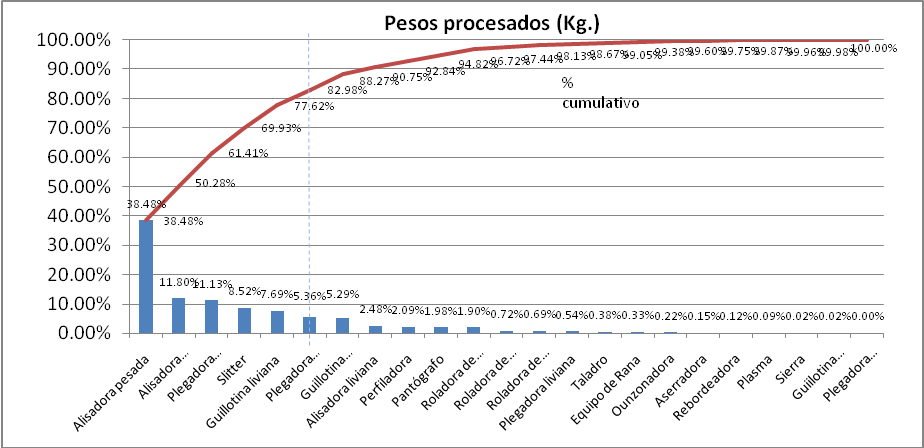 Pesos procesados (Kg.)
100.00%
90.00%
80.00%
70.00%
60.00%
50.00%
40.00%
30.00%
20.00%
10.00%
0.00%
38.48%
11.80%
11.13%
8.52%
7.69%
5.36%
5.29%
2.48%
2.09%
1.98%
1.90%
0.72%
0.69%
0.54%
0.38%
0.33%
0.22%
0.15%
0.12%
0.09%
0.02%
0.02%
0.00%
38.48%
50.28%
61.41%
69.93%
77.62%
82.98%
88.27%
90.75%
92.84%
94.82%
96.72%
97.44%
98.13%
98.67%
99.05%
99.38%
99.60%
99.75%
99.87%
99.96%
99.98%
100.00%
%
cumulativo
Alisadora pesada
Alisadora...
Plegadora...
Slitter
Guillotina liviana
Plegadora...
Guillotina...
Alisadora liviana
Perfiladora
Pantógrafo
Roladora de...
Roladora de...
Roladora de...
Plegadora liviana
Taladro
Equipo de Rana
Ounzonadora
Aserradora
Rebordeadora
Plasma
Sierra
Guillotina...
Plegadora...